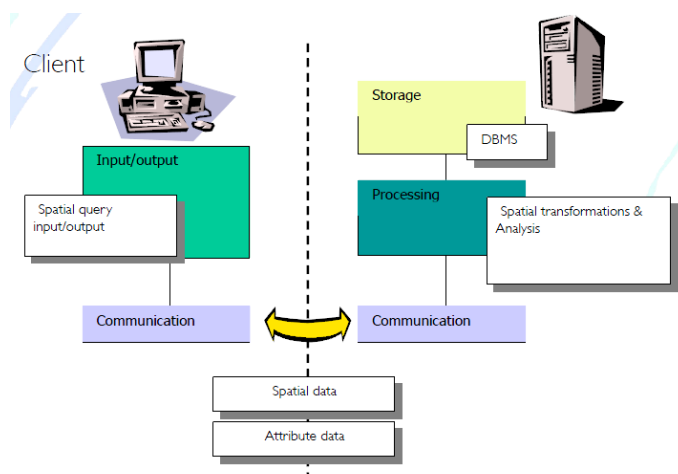 Client
Storage
DBMS
Input/output
Processing
Spatial query
input/output
Spatial transformations &
Analysis
Communication
Communication
Spatial data
Attribute data